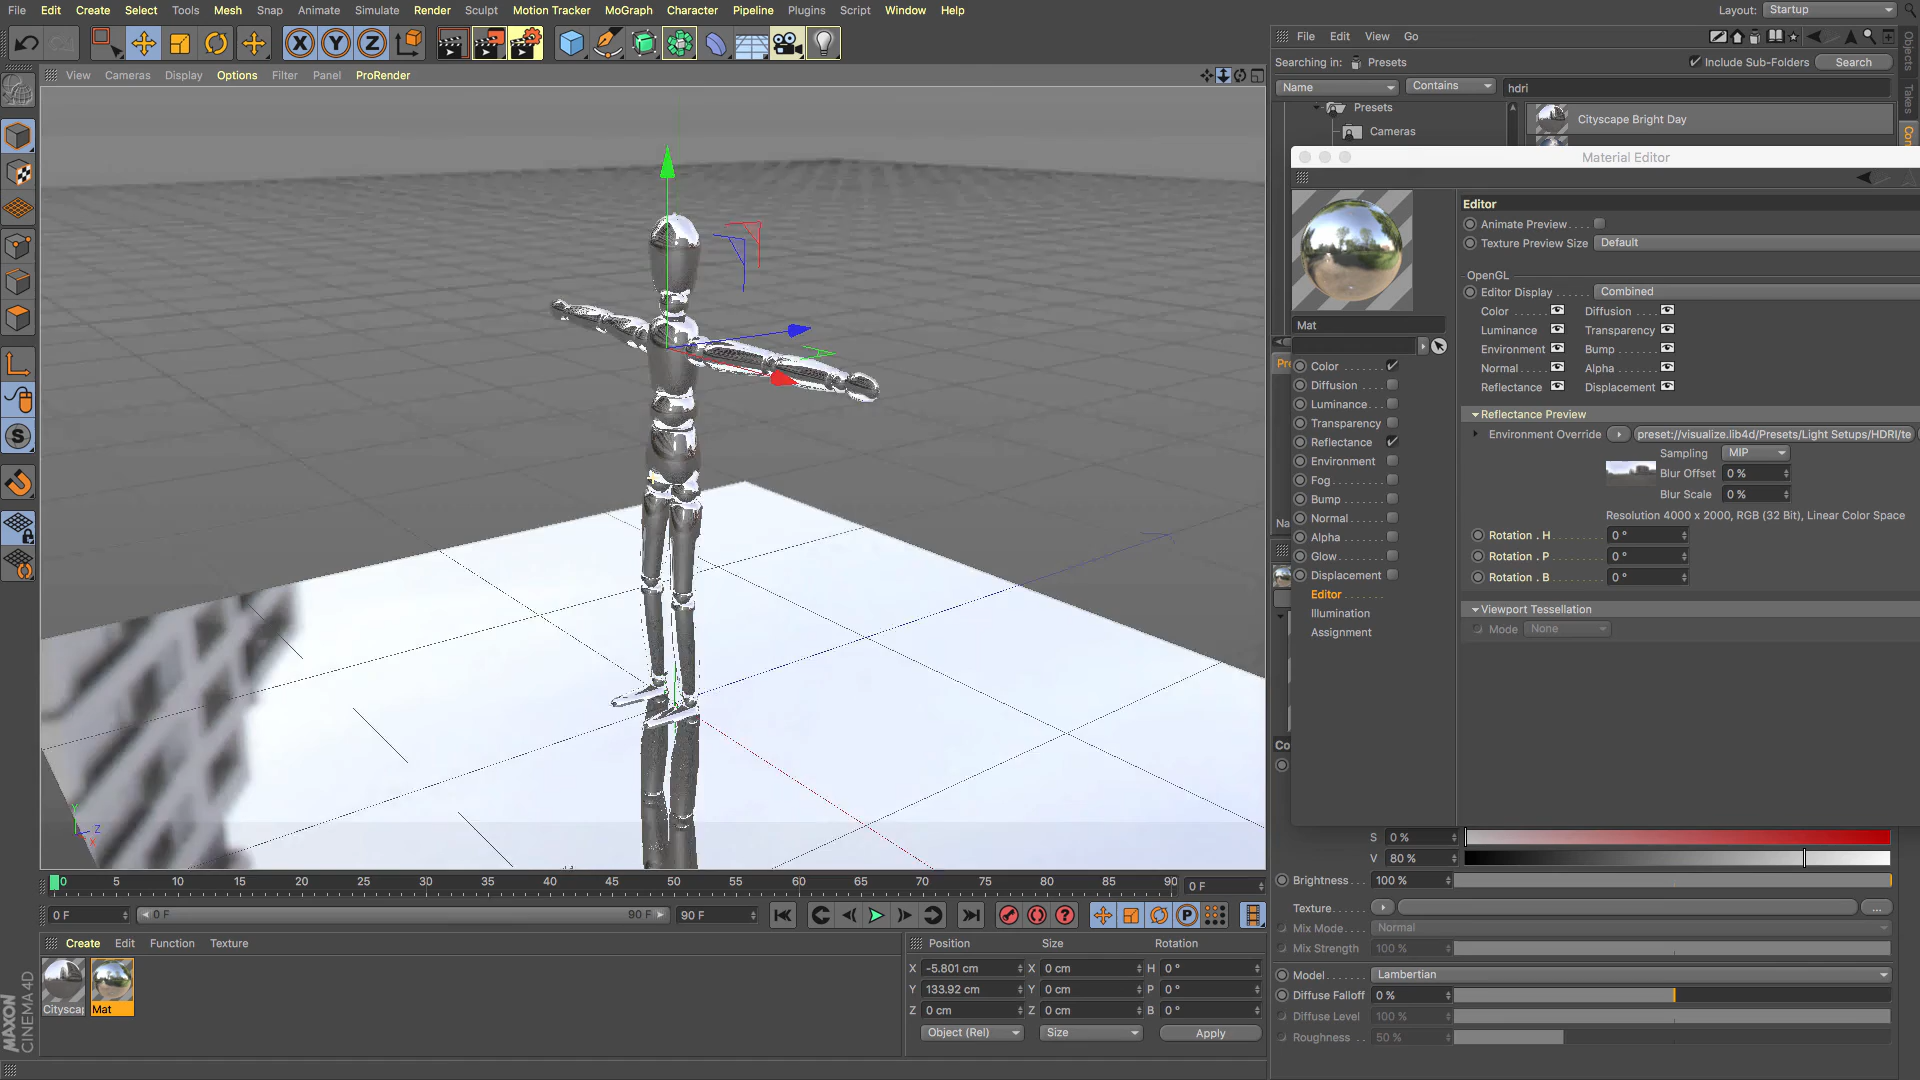 File Edit Create Select Tools Mesh Snap Animate Simulate Render Sculpt Motion Tracker MoGraph Character Pipeline Plugins Script Window Help
Layout: Startup
File Edit View Go
View Cameras Display Options Filter Panel ProRender
Searching in: Presets
Include Sub-Folders
Search
Name
Contains
hdri
Presets
Cameras
Cityscape Bright Day
Objects
Takes
Material Editor
Mat
Color
Diffusion
Luminance
Transparency
Reflectance
Environment
Fog
Bump
Normal
Alpha
Glow
Displacement
Editor
Illumination
Assignment
Editor
Animate Preview
Texture Preview Size Default
OpenGL
Editor Display Combined
Color Diffusion
Luminance Transparency
Environment Bump
Normal Alpha
Reflectance Displacement
Reflectance Preview
Environment Override preset://visualize.lib4d/Presets/Light Setups/HDRI/te
Sampling MIP
Blur Offset 0 %
Blur Scale 0 %
Resolution 4000 x 2000, RGB (32 Bit), Linear Color Space
Rotation . H 0 °
Rotation . P 0 °
Rotation . B 0 °
Viewport Tessellation
Mode None
Y
Z
X
S 0 %
V 80 %
Brightness 100 %
Texture ...
Mix Mode Normal
Mix Strength 100 %
Model Lambertian
Diffuse Falloff 0 %
Diffuse Level 100 %
Roughness 50 %
0 5 10 15 20 25 30 35 40 45 50 55 60 65 70 75 80 85 90 0 F
0 F 0 F 90 F 90 F
Create Edit Function Texture
Cityscap Mat
Position Size Rotation
X -5.801 cm X 0 cm H 0 °
Y 133.92 cm Y 0 cm P 0 °
Z 0 cm Z 0 cm B 0 °
Object (Rel) Size Apply
MAXON
CINEMA 4D